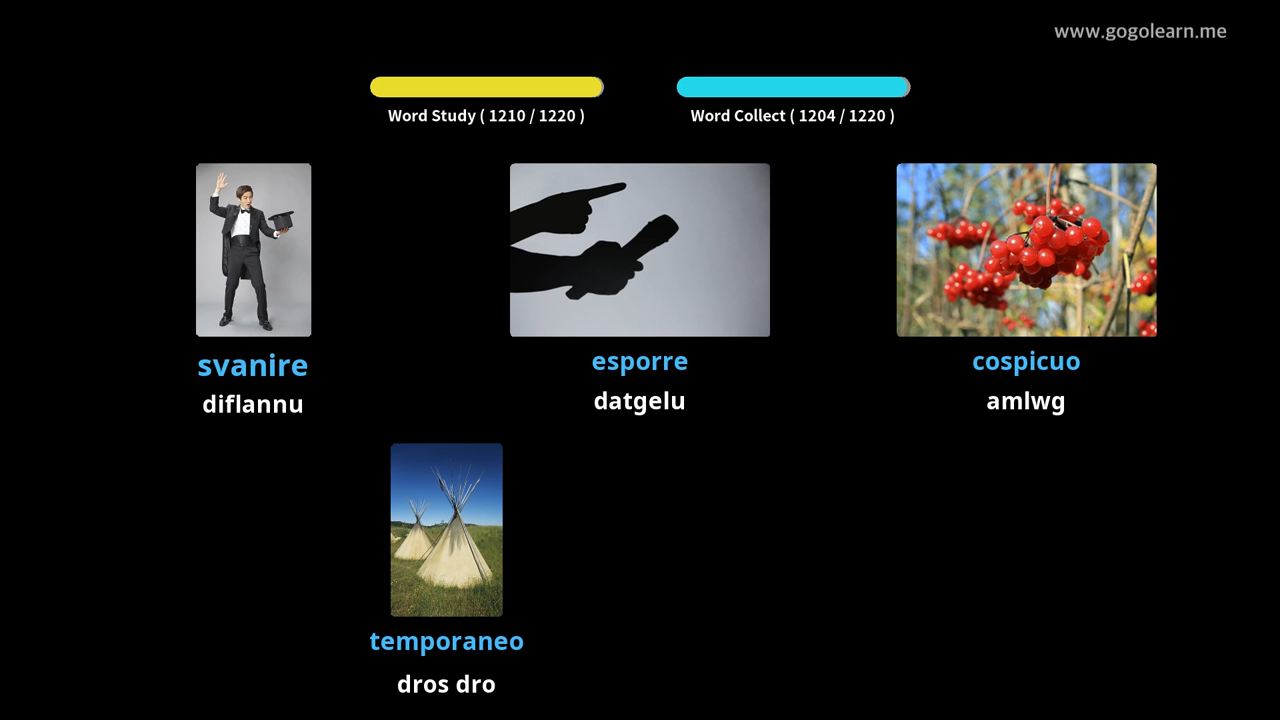 www.gogolearn.me
Word Study ( 1210 / 1220 )
Word Collect ( 1204 / 1220 )
svanire
diflannu
esporre
datgelu
cospicuo
amlwg
temporaneo
dros dro